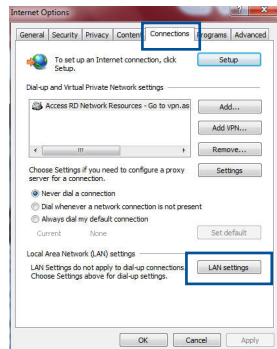 Internet Options
General Security Privacy Content Connections Programs Advanced
To set up an Internet connection, click Setup.
Setup
Dial-up and Virtual Private Network settings
Access RD Network Resources - Go to vpn.as
Add...
Add VPN...
Remove...
Choose Settings if you need to configure a proxy
server for a connection.
Settings
Never dial a connection
Dial whenever a network connection is not present
Always dial my default connection
Current None
Set default
Local Area Network (LAN) settings
LAN Settings do not apply to dial-up connections.
Choose Settings above for dial-up settings.
LAN settings
OK Cancel Apply